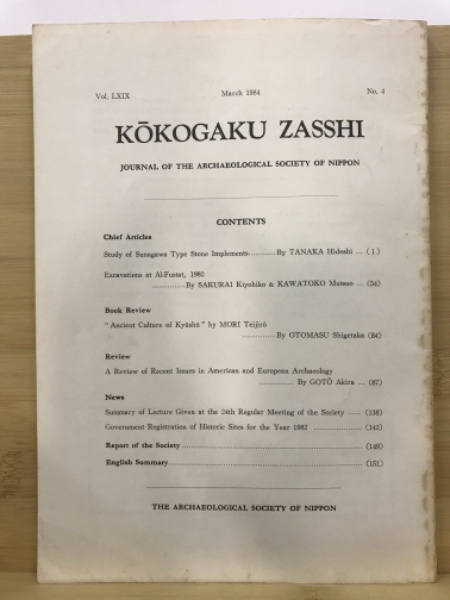 Vol. LXIX March 1984 No. 4
KŌKOGAKU ZASSHI
JOURNAL OF THE ARCHAEOLOGICAL SOCIETY OF NIPPON
CONTENTS
Chief Articles
Study of Sunagawa Type Stone Implements............By TANAKA Hideshi ... (1)
Excavations at Al-Fustat, 1982
..............By SAKURAI Kiyohiko & KAWATOKO Mutsuo ... (34)
Book Review
"Ancient Culture of Kyūshū" by MORI Teijirō
..............By OTOMASU Shigetaka (84)
Review
A Review of Recent Issues in American and European Archaeology
.............. By GOTŌ Akira ... (87)
News
Summary of Lecture Given at the 24th Regular Meeting of the Society ...... (138)
Government Registration of Historic Sites for the Year 1982 .................... (142)
Report of the Society.................................................................. (149)
English Summary...................................................................... (151)
THE ARCHAEOLOGICAL SOCIETY OF NIPPON